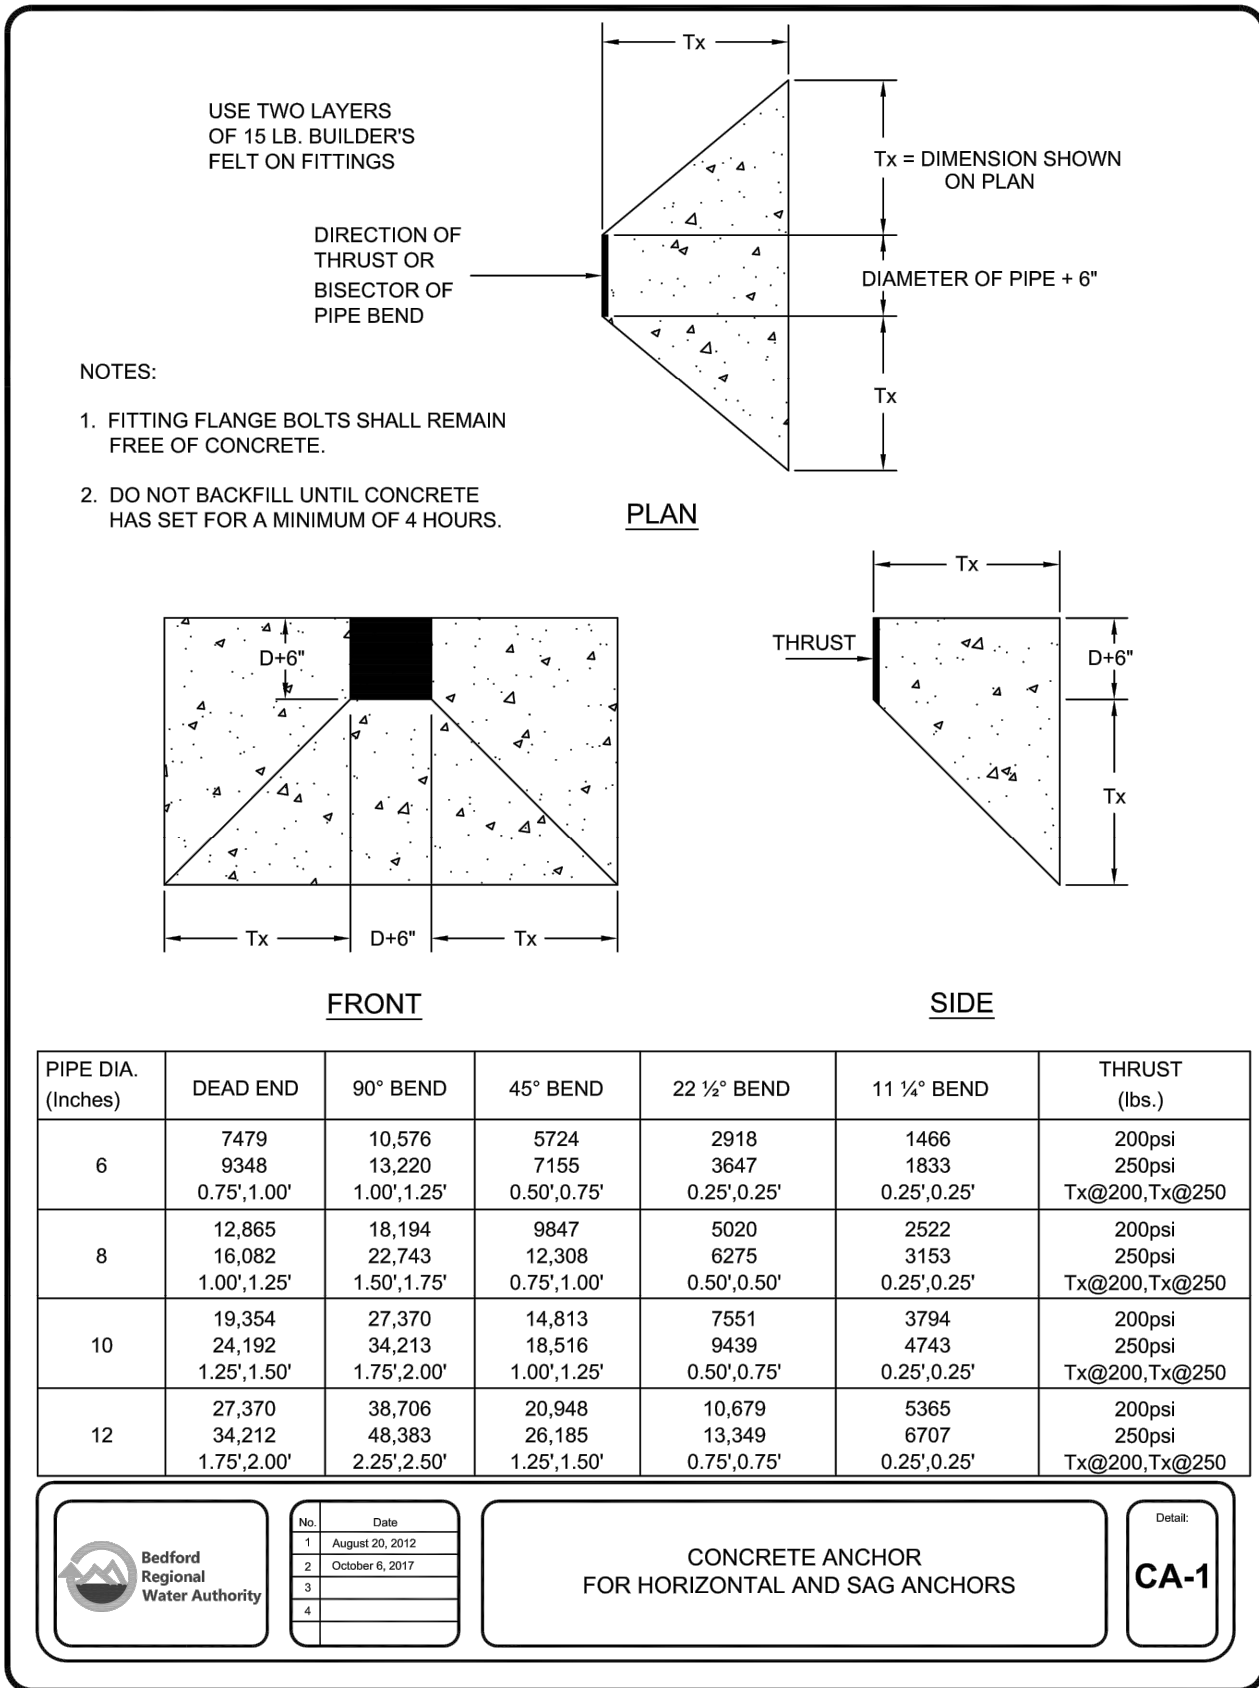 Tx
USE TWO LAYERS
OF 15 LB. BUILDER'S
FELT ON FITTINGS
Tx = DIMENSION SHOWN
ON PLAN
DIRECTION OF
THRUST OR
BISECTOR OF
PIPE BEND
DIAMETER OF PIPE + 6"
Tx
NOTES:
1. FITTING FLANGE BOLTS SHALL REMAIN
FREE OF CONCRETE.
2. DO NOT BACKFILL UNTIL CONCRETE
HAS SET FOR A MINIMUM OF 4 HOURS.
PLAN
D+6"
Tx
D+6"
Tx
FRONT
Tx
THRUST
D+6"
Tx
SIDE
PIPE DIA.
(Inches)
DEAD END
90° BEND
45° BEND
22 ½° BEND
11 ¼° BEND
THRUST
(lbs.)
6
7479 10,576 5724 2918 1466 200psi
9348 13,220 7155 3647 1833 250psi
0.75',1.00' 1.00',1.25' 0.50',0.75' 0.25',0.25' 0.25',0.25' Tx@200,Tx@250
8
12,865 18,194 9847 5020 2522 200psi
16,082 22,743 12,308 6275 3153 250psi
1.00',1.25' 1.50',1.75' 0.75',1.00' 0.50',0.50' 0.25',0.25' Tx@200,Tx@250
10
19,354 27,370 14,813 7551 3794 200psi
24,192 34,213 18,516 9439 4743 250psi
1.25',1.50' 1.75',2.00' 1.00',1.25' 0.50',0.75' 0.25',0.25' Tx@200,Tx@250
12
27,370 38,706 20,948 10,679 5365 200psi
34,212 48,383 26,185 13,349 6707 250psi
1.75',2.00' 2.25',2.50' 1.25',1.50' 0.75',0.75' 0.25',0.25' Tx@200,Tx@250
Bedford
Regional
Water Authority
No. Date
1 August 20, 2012
2 October 6, 2017
3
4
CONCRETE ANCHOR
FOR HORIZONTAL AND SAG ANCHORS
Detail:
CA-1